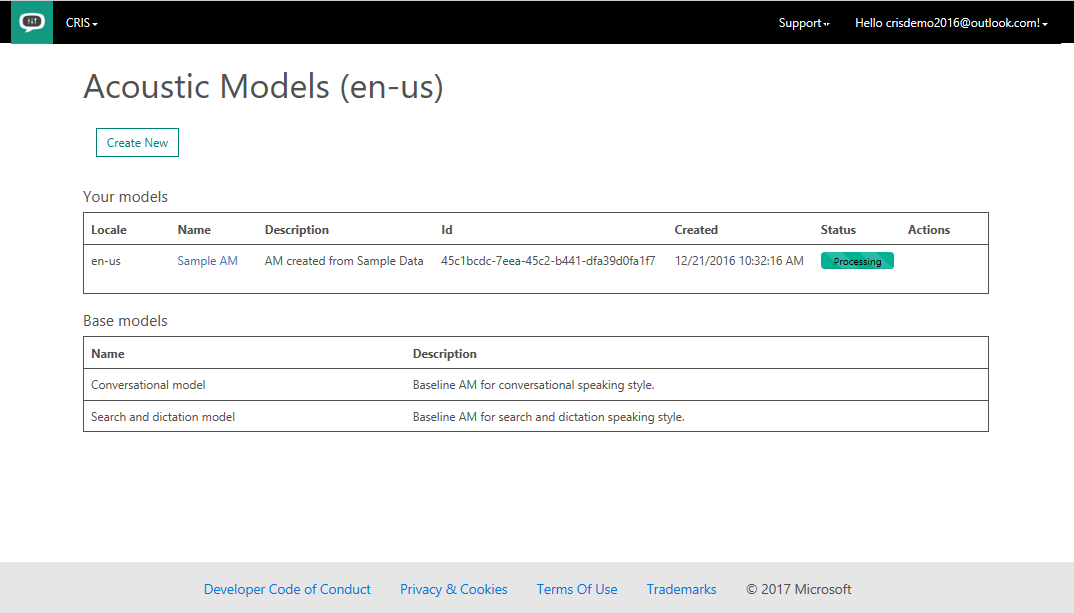 CRIS Support Hello crisdemo2016@outlook.com!
Acoustic Models (en-us)
Create New
Your models
Locale Name Description Id Created Status Actions
en-us Sample AM AM created from Sample Data 45c1bcdc-7eea-45c2-b441-dfa39d0fa1f7 12/21/2016 10:32:16 AM Processing
Base models
Name Description
Conversational model Baseline AM for conversational speaking style.
Search and dictation model Baseline AM for search and dictation speaking style.
Developer Code of Conduct Privacy & Cookies Terms Of Use Trademarks © 2017 Microsoft